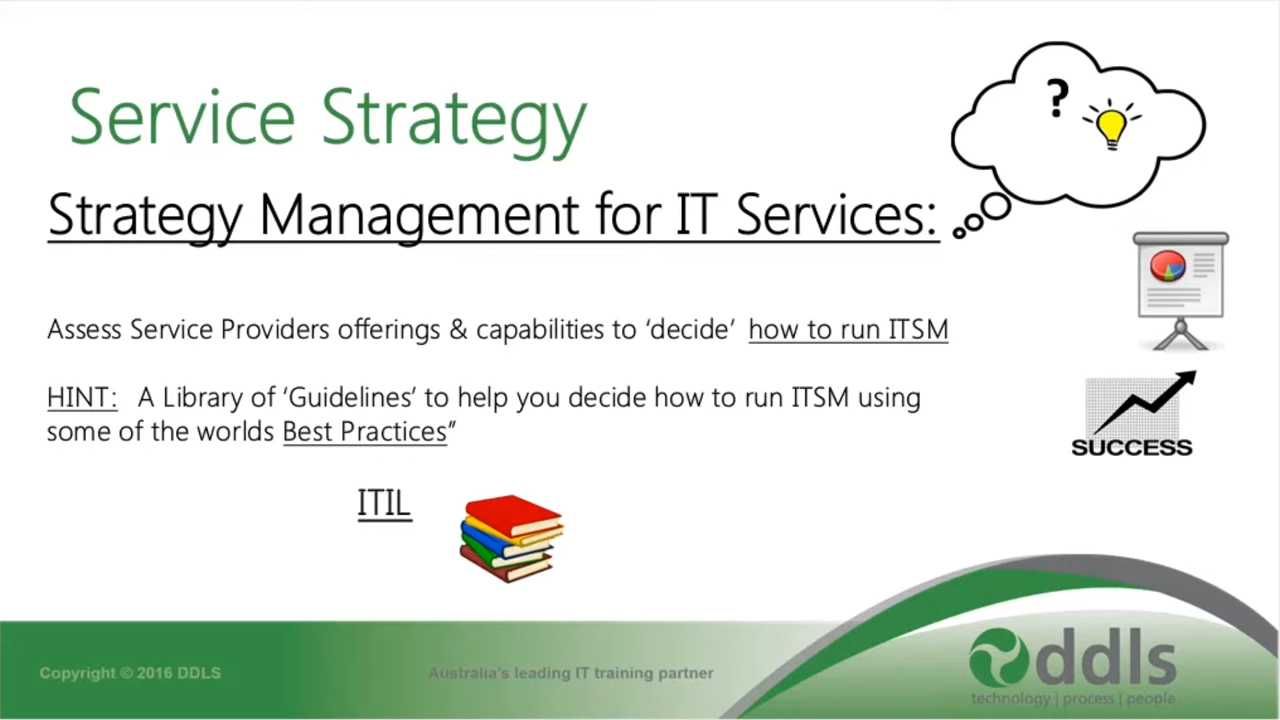 Service Strategy
?
Strategy Management for IT Services:
Assess Service Providers offerings & capabilities to ‘decide’ how to run ITSM
HINT: A Library of ‘Guidelines’ to help you decide how to run ITSM using
some of the worlds Best Practices”
SUCCESS
ITIL
Copyright © 2016 DDLS
Australia's leading IT training partner
ddls
technology | process | people